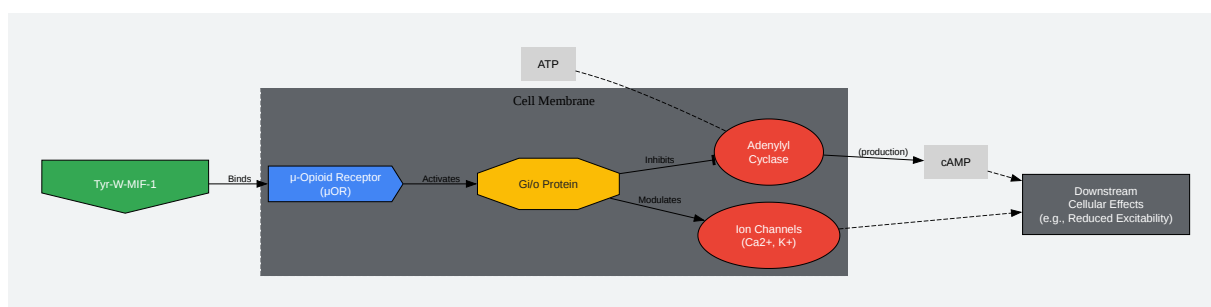 ATP
Cell Membrane
Tyr-W-MIF-1
Binds
μ-Opioid Receptor
(μOR)
Activates
Gi/o Protein
Inhibits
Modulates
Adenylyl
Cyclase
Ion Channels
(Ca2+, K+)
(production)
cAMP
Downstream
Cellular Effects
(e.g., Reduced Excitability)